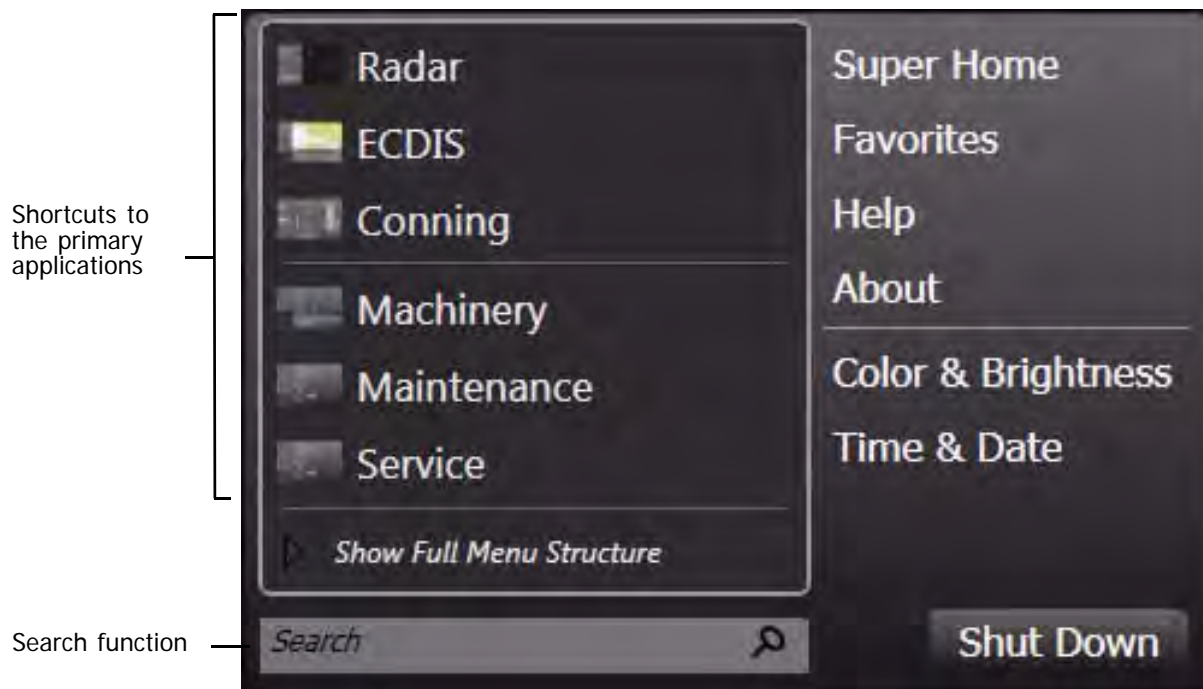 Shortcuts to
the primary
applications
Search function
Radar
ECDIS
Conning
Machinery
Maintenance
Service
Show Full Menu Structure
Search
Super Home
Favorites
Help
About
Color & Brightness
Time & Date
Shut Down